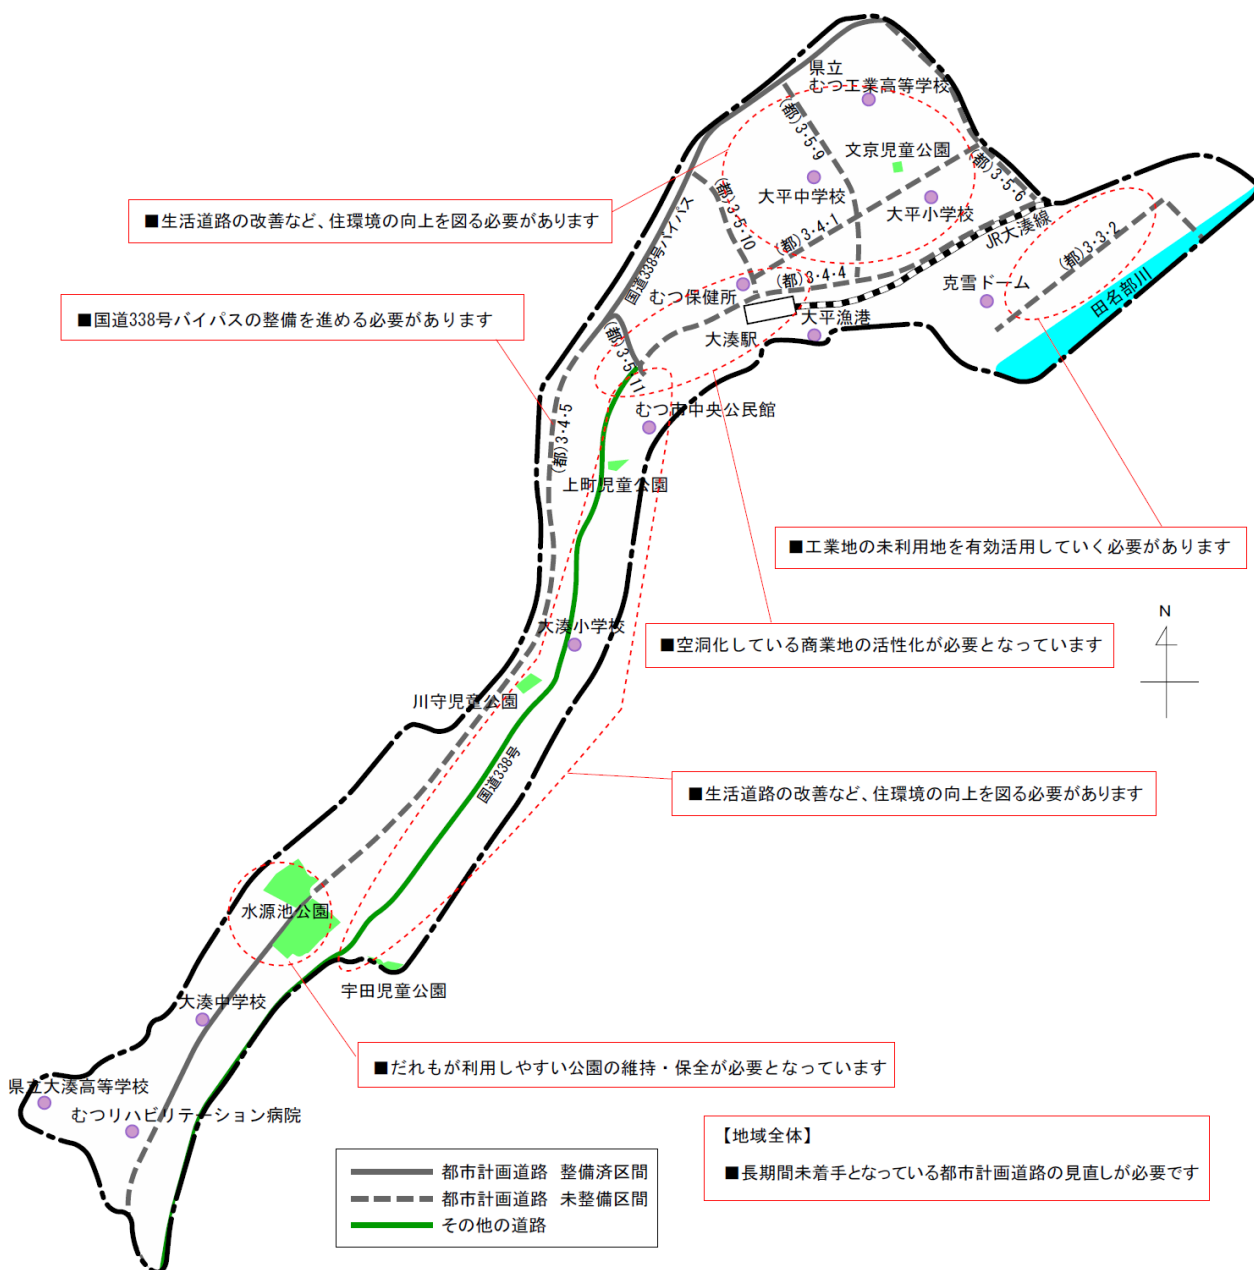 県立
むつ工業高等学校
(都)3・5・9
文京児童公園
(都)3・5・6
大平中学校
大平小学校
(都)3・5・10
(都)3・4・1
JR大湊線
■生活道路の改善など、住環境の向上を図る必要があります
国道338号バイパス
(都)3・3・2
(都)3・4・4
むつ保健所
克雪ドーム
田名部川
■国道338号バイパスの整備を進める必要があります
大平漁港
大湊駅
(都)3・5・11
むつ市中央公民館
(都)3・4・5
上町児童公園
■工業地の未利用地を有効活用していく必要があります
N
大湊小学校
■空洞化している商業地の活性化が必要となっています
川守児童公園
国道338号
■生活道路の改善など、住環境の向上を図る必要があります
水源池公園
宇田児童公園
大湊中学校
■だれもが利用しやすい公園の維持・保全が必要となっています
県立大湊高等学校
むつリハビリテーション病院
【地域全体】
■長期間未着手となっている都市計画道路の見直しが必要です
都市計画道路　整備済区間
都市計画道路　未整備区間
その他の道路